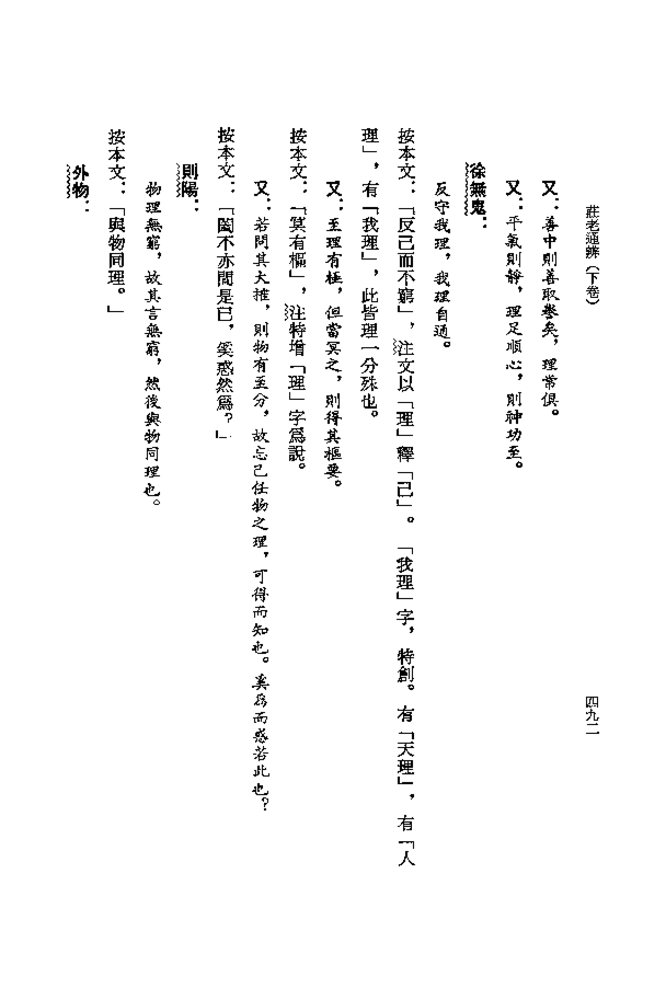 莊老通辨（下卷）
四九二
又：善中則善取譽矣，理常俱。
又：平氣則靜，理足順心，則神功至。
徐無鬼：
反守我理，我理自通。
按本文：「反己而不窮」，注文以「理」釋「己」。「我理」字，特創。有「天理」，有「人
理」，有「我理」，此皆理一分殊也。
又：至理有極，但當冥之，則得其樞要。
按本文：「冥有樞」，注特增「理」字爲說。
又：若問其大推，則物有至分，故忘己任物之理，可得而知也。奚爲而惑若此也？
按本文：「闔不亦問是已，奚惑然爲？」
則陽：
物理無窮，故其言無窮，然後與物同理也。
按本文：「與物同理。」
外物：